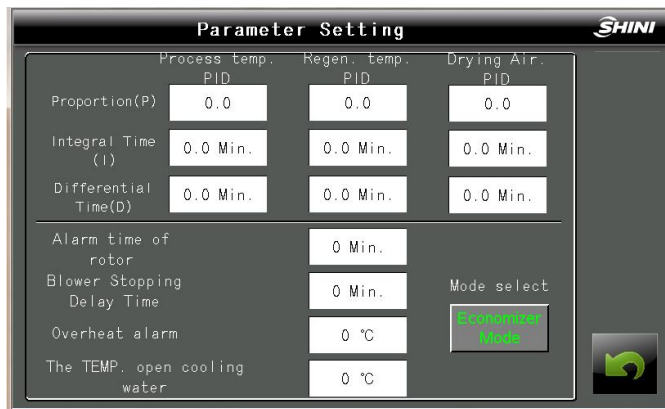 Parameter Setting
SHINI
Process temp. Regen. temp. Drying Air.
PID PID PID
Proportion(P) 0.0 0.0 0.0
Integral Time
(I) 0.0 Min. 0.0 Min. 0.0 Min.
Differential
Time(D) 0.0 Min. 0.0 Min. 0.0 Min.
Alarm time of
rotor 0 Min.
Blower Stopping
Delay Time 0 Min.
Mode select
Economizer
Mode
Overheat alarm 0 ℃
The TEMP. open cooling
water 0 ℃